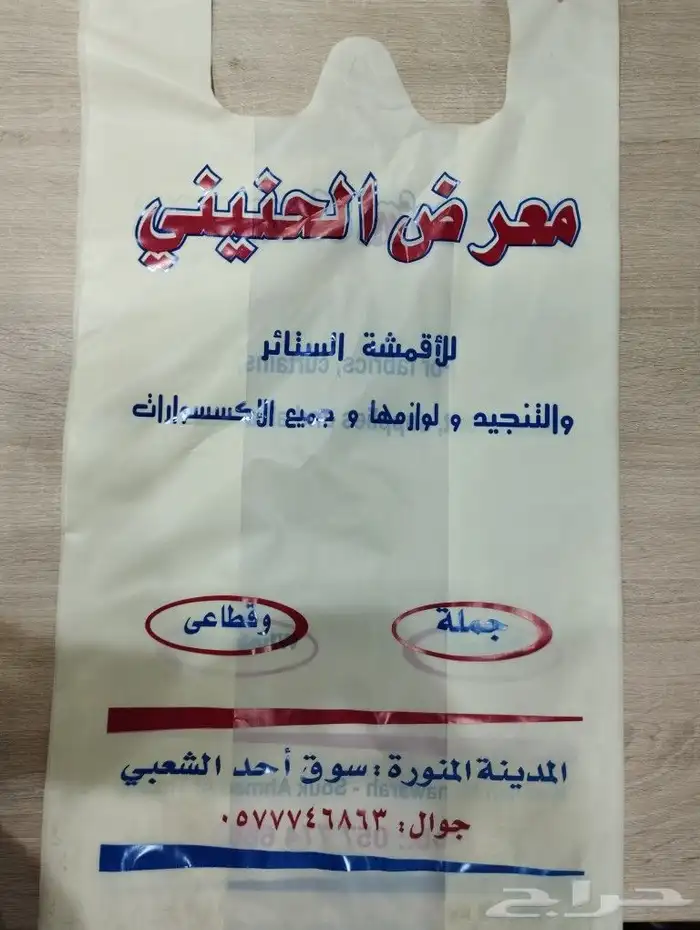 معرض الحنيني
للأقمشة الستائر
والتنجيد و لوازمها و جميع الاكسسوارات
جملة وقطاعى
المدينة المنورة : سوق أحد الشعبي
جوال : ٠٥٧٧٧٤٦٨٦٣
حراج